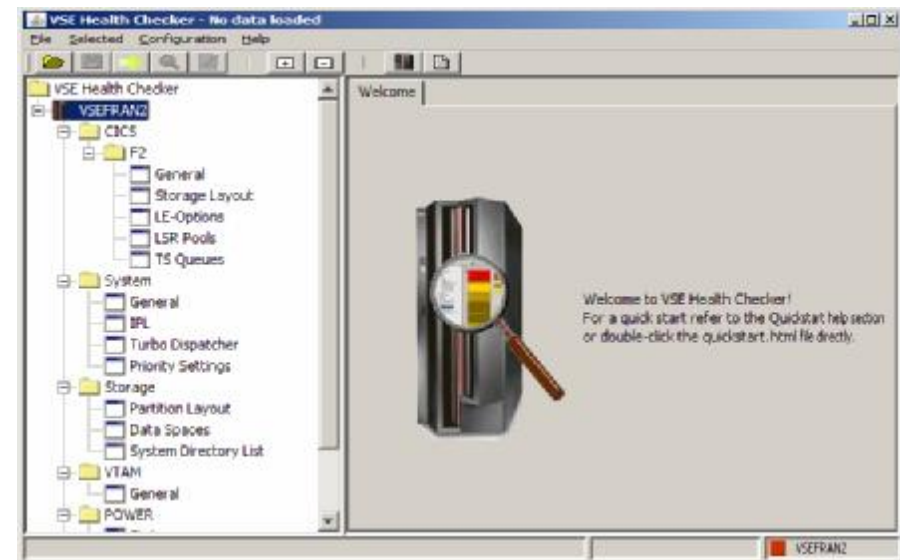 VSE Health Checker - No data loaded
File Selected Configuration Help
VSE Health Checker
VSEFRAN2
CICS
F2
General
Storage Layout
LE-Options
LSR Pools
TS Queues
System
General
IPL
Turbo Dispatcher
Priority Settings
Storage
Partition Layout
Data Spaces
System Directory List
VTAM
General
POWER
Welcome
Welcome to VSE Health Checker!
For a quick start refer to the Quickstart help section
or double-click the quickstart.html file directly.
VSEFRAN2